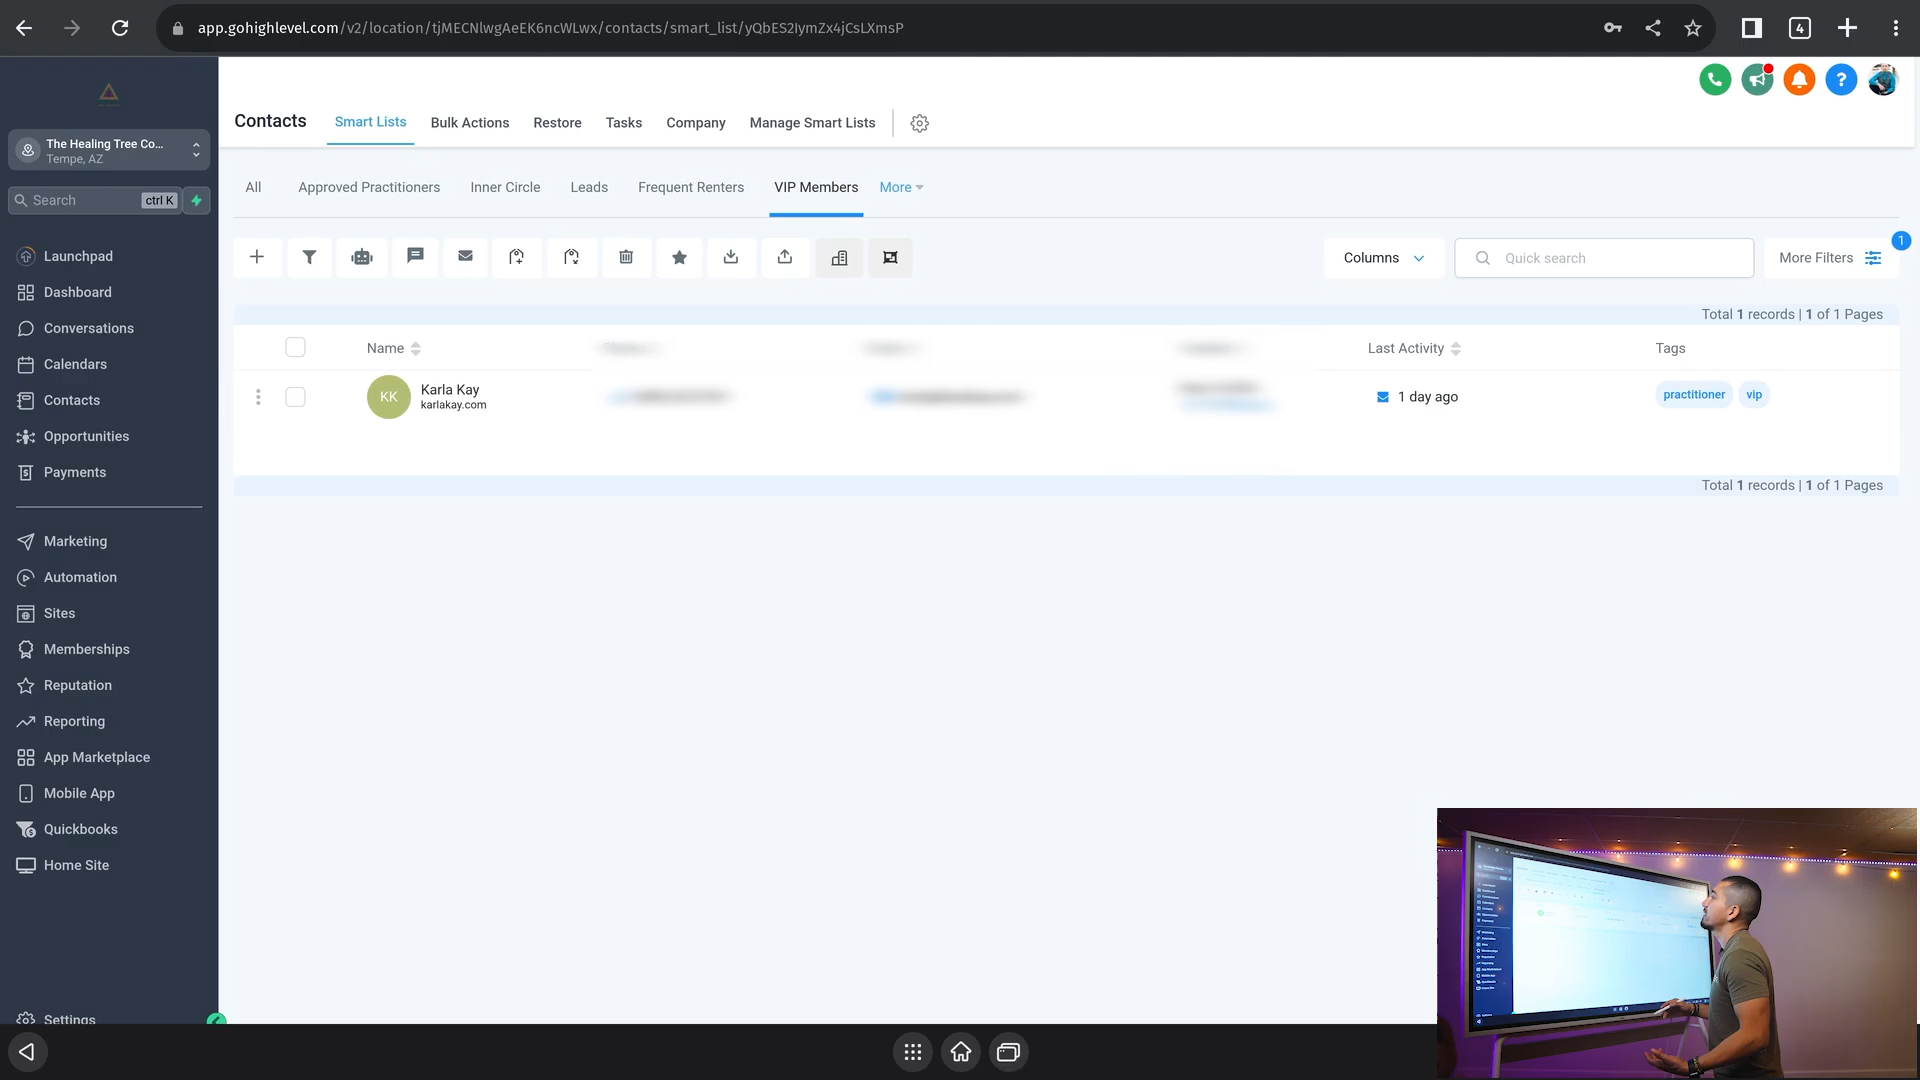 app.gohighlevel.com/v2/location/tjMECNlwgAeEK6ncWLwx/contacts/smart_list/yQbES2IymZx4jCsLXmsP
4
The Healing Tree Co...
Tempe, AZ
Search
ctrl K
Launchpad
Dashboard
Conversations
Calendars
Contacts
Opportunities
Payments
Marketing
Automation
Sites
Memberships
Reputation
Reporting
App Marketplace
Mobile App
Quickbooks
Home Site
Settings
Contacts
Smart Lists
Bulk Actions
Restore
Tasks
Company
Manage Smart Lists
All
Approved Practitioners
Inner Circle
Leads
Frequent Renters
VIP Members
More
Columns
Quick search
More Filters
1
Total 1 records | 1 of 1 Pages
Name
Last Activity
Tags
KK
Karla Kay
karlakay.com
1 day ago
practitioner
vip
Total 1 records | 1 of 1 Pages